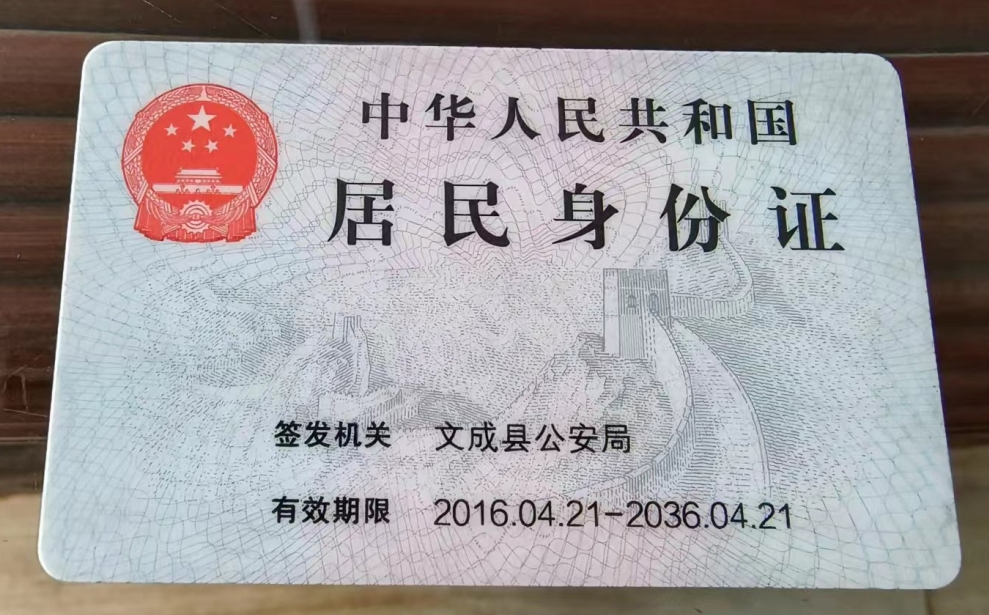 中华人民共和国
居民身份证
签发机关 文成县公安局
有效期限 2016.04.21-2036.04.21